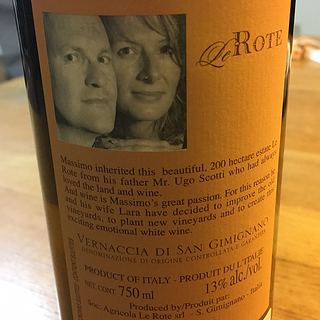 Le ROTE
Massimo inherited this beautiful, 200 hectare estate Le
Rote from his father Mr. Ugo Scotti who had always
loved the land and wine.
And wine is Massimo's great passion. For this reason he
and his wife Lara have decided to improve the old
vineyards, to plant new vineyards and to create this
exciting emotional white wine.
VERNACCIA DI SAN GIMIGNANO
DENOMINAZIONE DI ORIGINE CONTROLLATA E GARANTITA
PRODUCT OF ITALY - PRODUIT DU L'ITALIE
NET CONT 750 ml 13% alc./vol.
Produced by/Produit par:
Soc. Agricola Le Rote srl - S. Gimignano - Italia